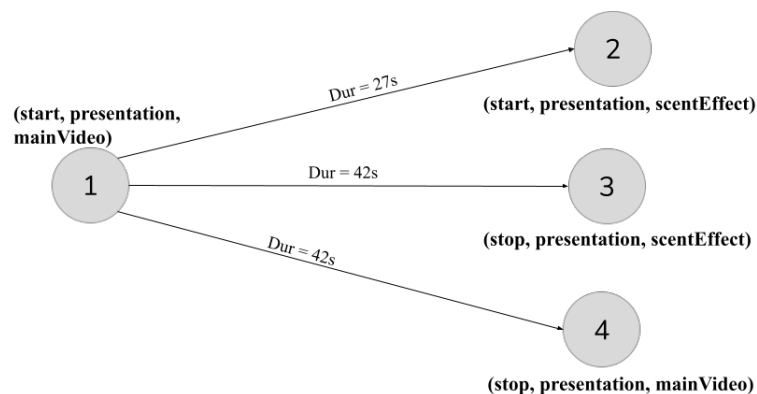 2
Dur = 27s
(start, presentation, scentEffect)
(start, presentation,
mainVideo)
1
Dur = 42s
3
(stop, presentation, scentEffect)
Dur = 42s
4
(stop, presentation, mainVideo)